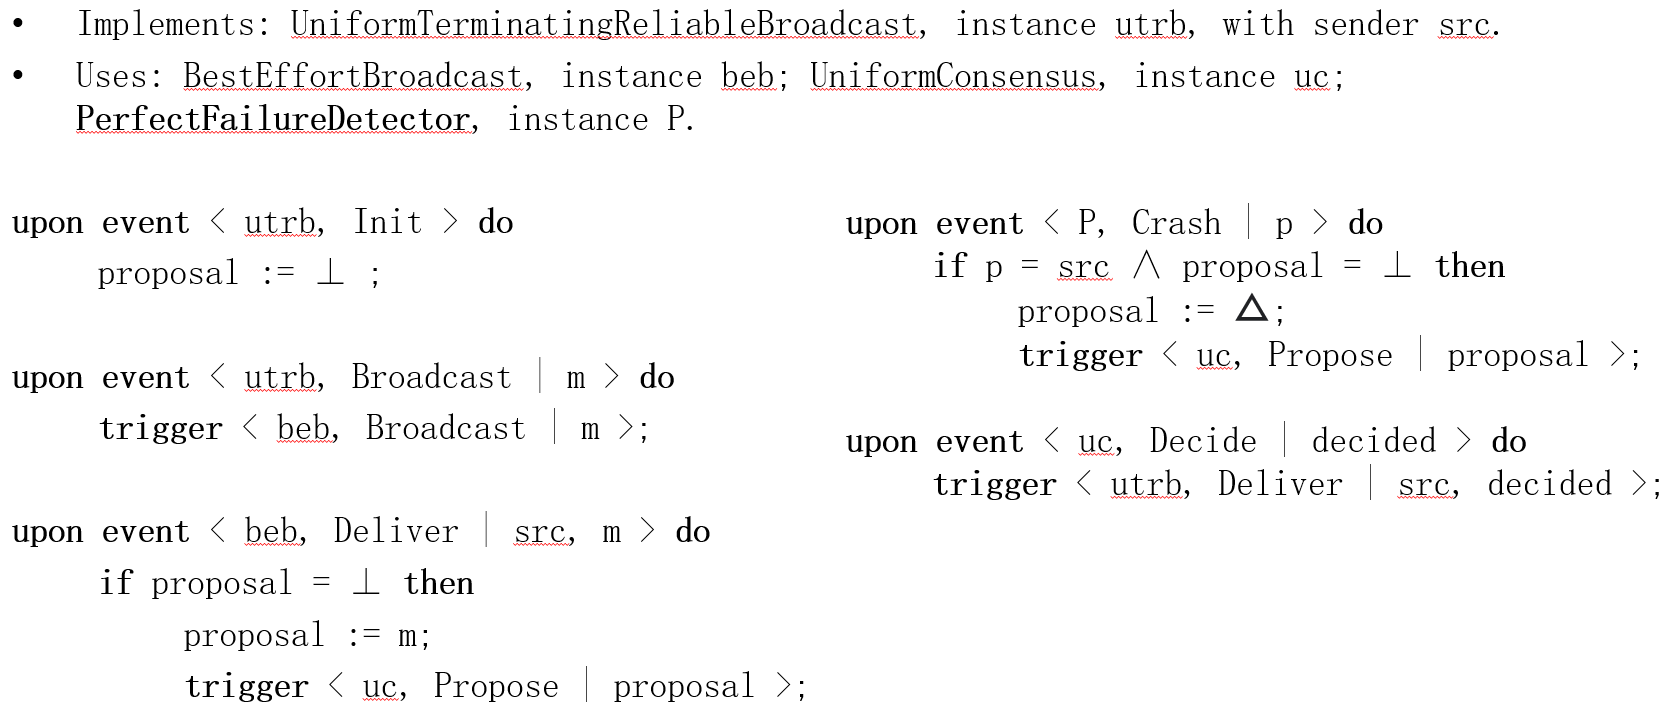 • Implements: UniformTerminatingReliableBroadcast, instance utrb, with sender src.
• Uses: BestEffortBroadcast, instance beb; UniformConsensus, instance uc;
PerfectFailureDetector, instance P.
upon event < utrb, Init > do
proposal := ⊥ ;
upon event < utrb, Broadcast | m > do
trigger < beb, Broadcast | m >;
upon event < beb, Deliver | src, m > do
if proposal = ⊥ then
proposal := m;
trigger < uc, Propose | proposal >;
upon event < P, Crash | p > do
if p = src ∧ proposal = ⊥ then
proposal := △;
trigger < uc, Propose | proposal >;
upon event < uc, Decide | decided > do
trigger < utrb, Deliver | src, decided >;